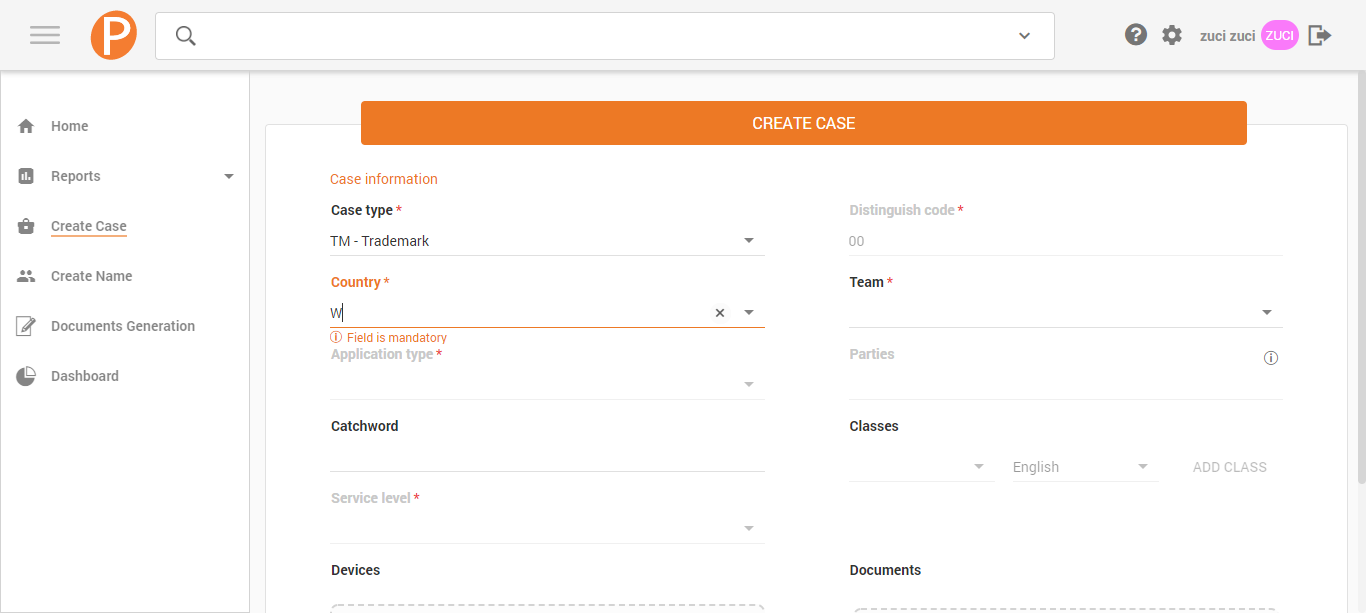 P
zuci zuci
ZUCI
Home
Reports
Create Case
Create Name
Documents Generation
Dashboard
CREATE CASE
Case information
Case type *
TM - Trademark
Distinguish code *
00
Country *
W
Field is mandatory
Team *
Application type *
Parties
Catchword
Classes
English
ADD CLASS
Service level *
Devices
Documents